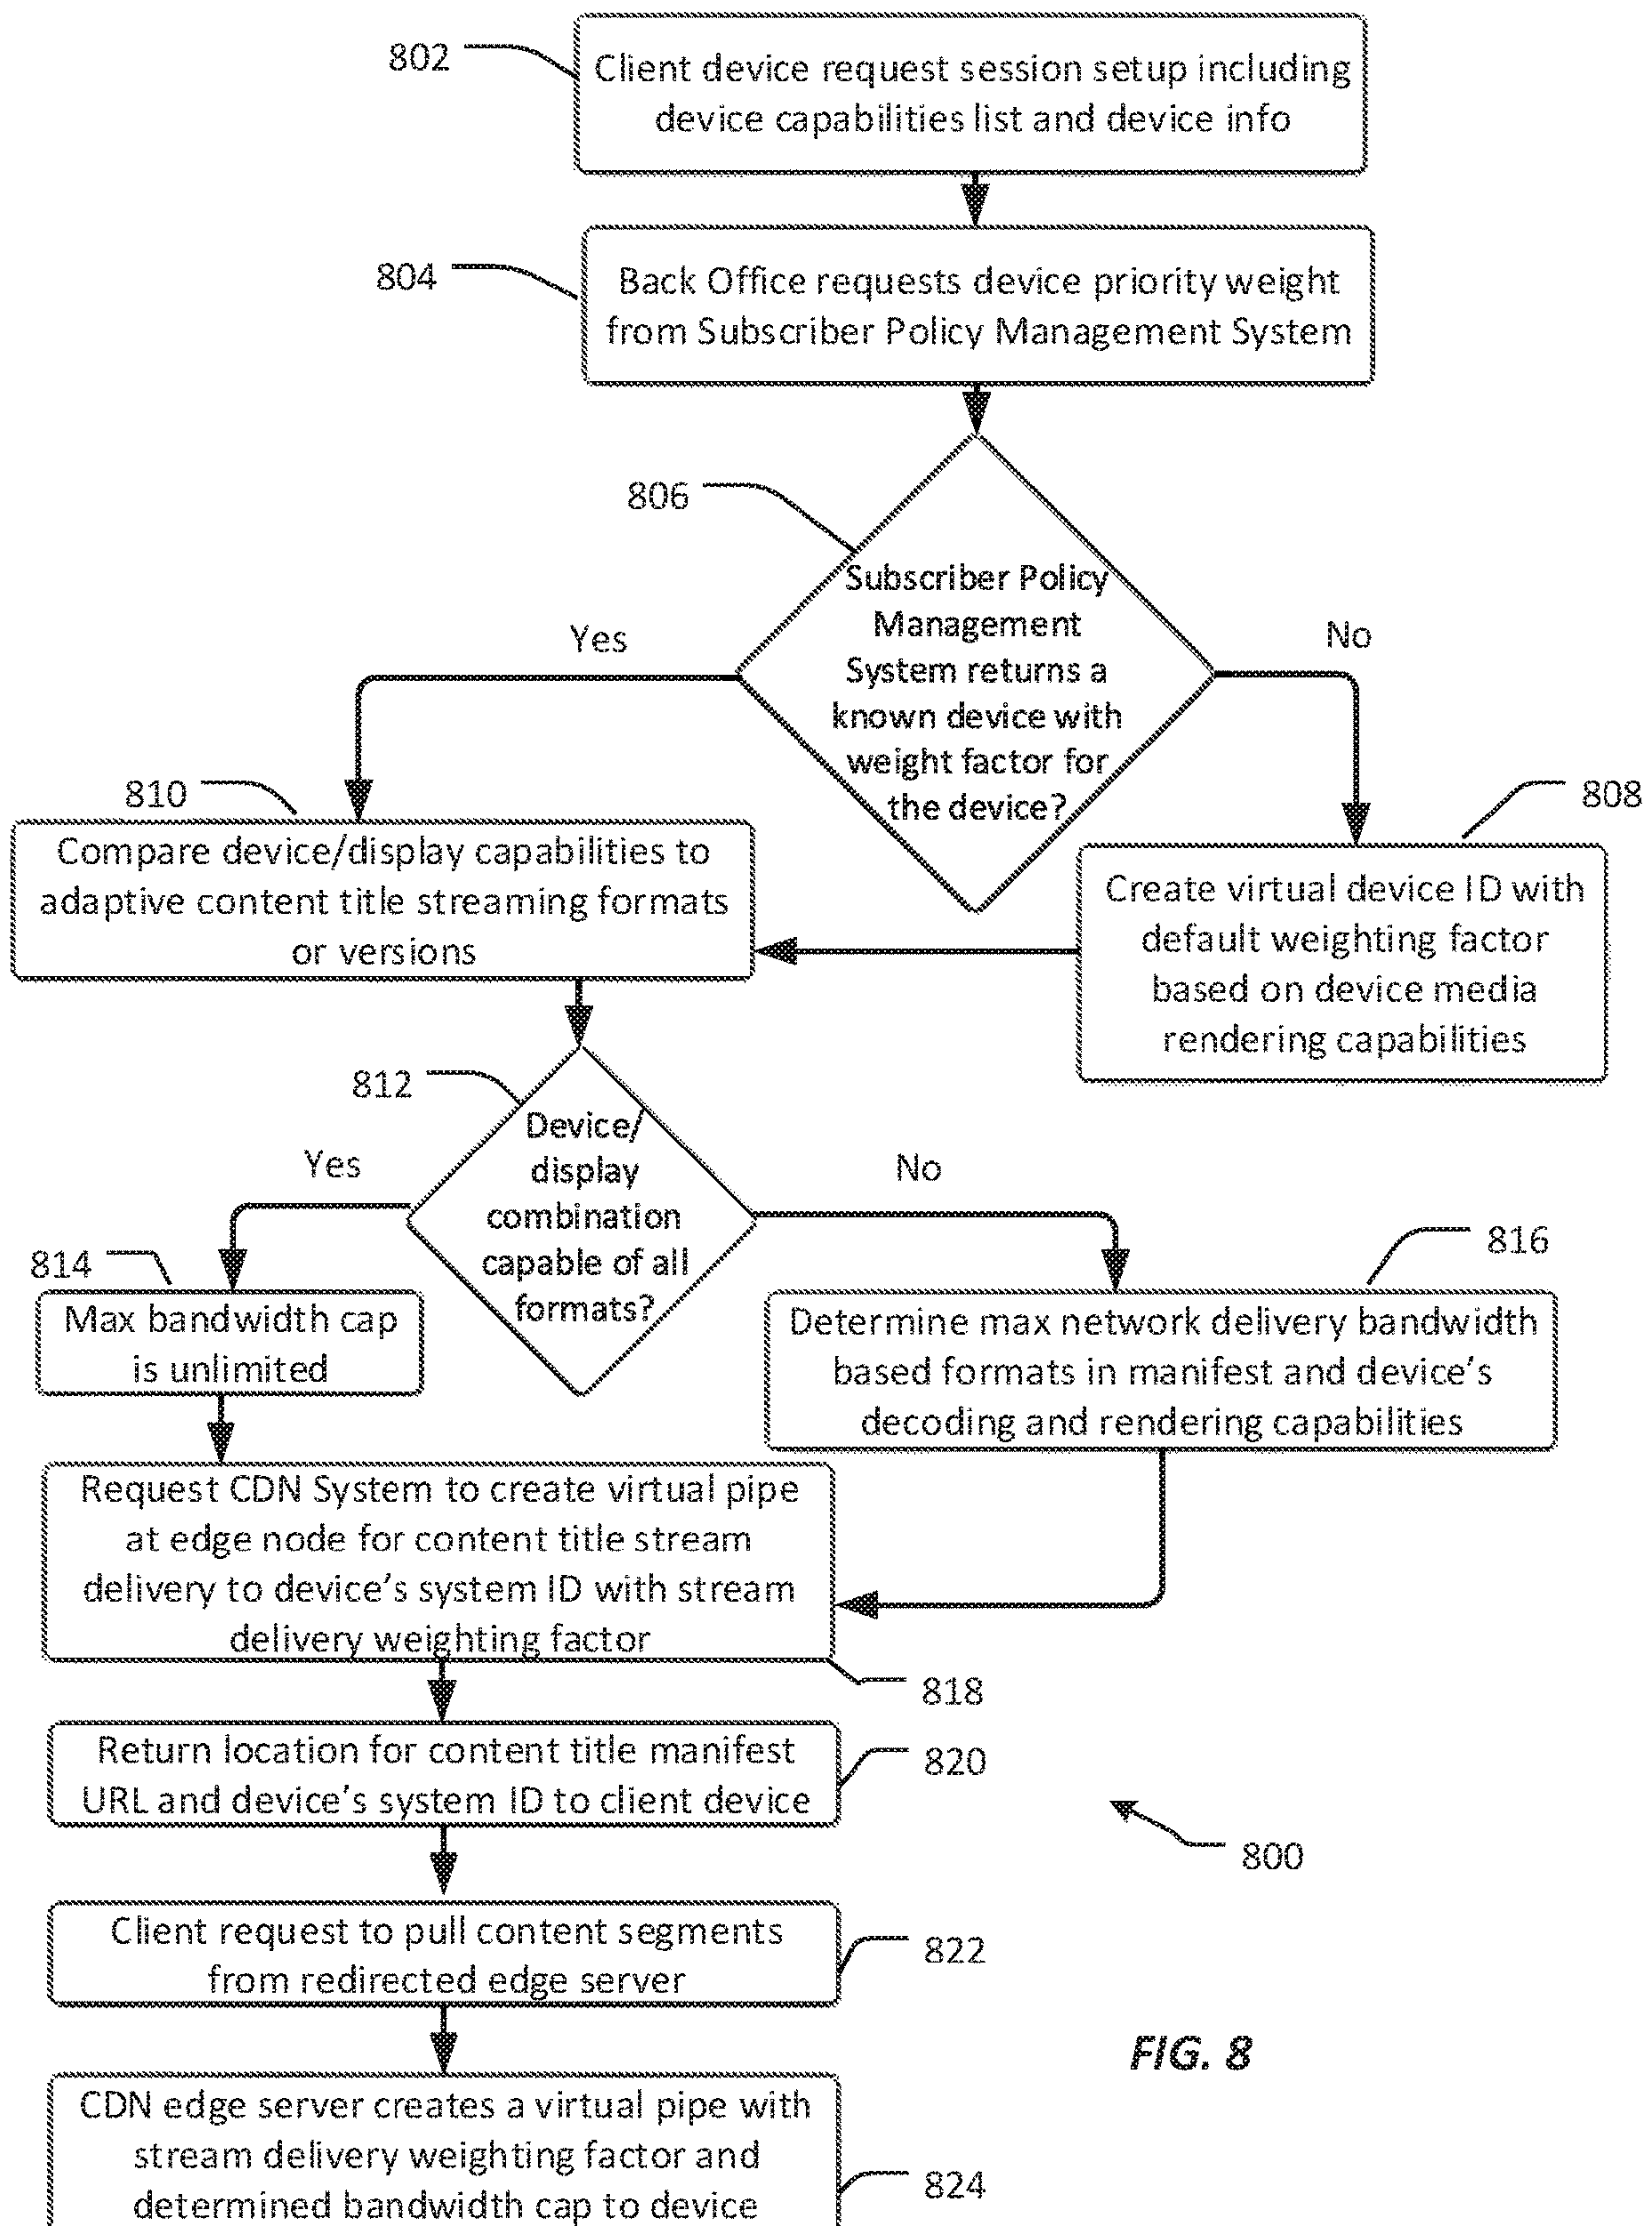 802
Client device request session setup including
device capabilities list and device info
804
Back Office requests device priority weight
from Subscriber Policy Management System
806
Subscriber Policy
Management
System returns a
known device with
weight factor for
the device?
Yes
No
808
Create virtual device ID with
default weighting factor
based on device media
rendering capabilities
810
Compare device/display capabilities to
adaptive content title streaming formats
or versions
812
Device/
display
combination
capable of all
formats?
Yes
No
814
Max bandwidth cap
is unlimited
816
Determine max network delivery bandwidth
based formats in manifest and device's
decoding and rendering capabilities
Request CDN System to create virtual pipe
at edge node for content title stream
delivery to device's system ID with stream
delivery weighting factor
818
Return location for content title manifest
URL and device's system ID to client device
820
800
Client request to pull content segments
from redirected edge server
822
FIG. 8
CDN edge server creates a virtual pipe with
stream delivery weighting factor and
determined bandwidth cap to device
824